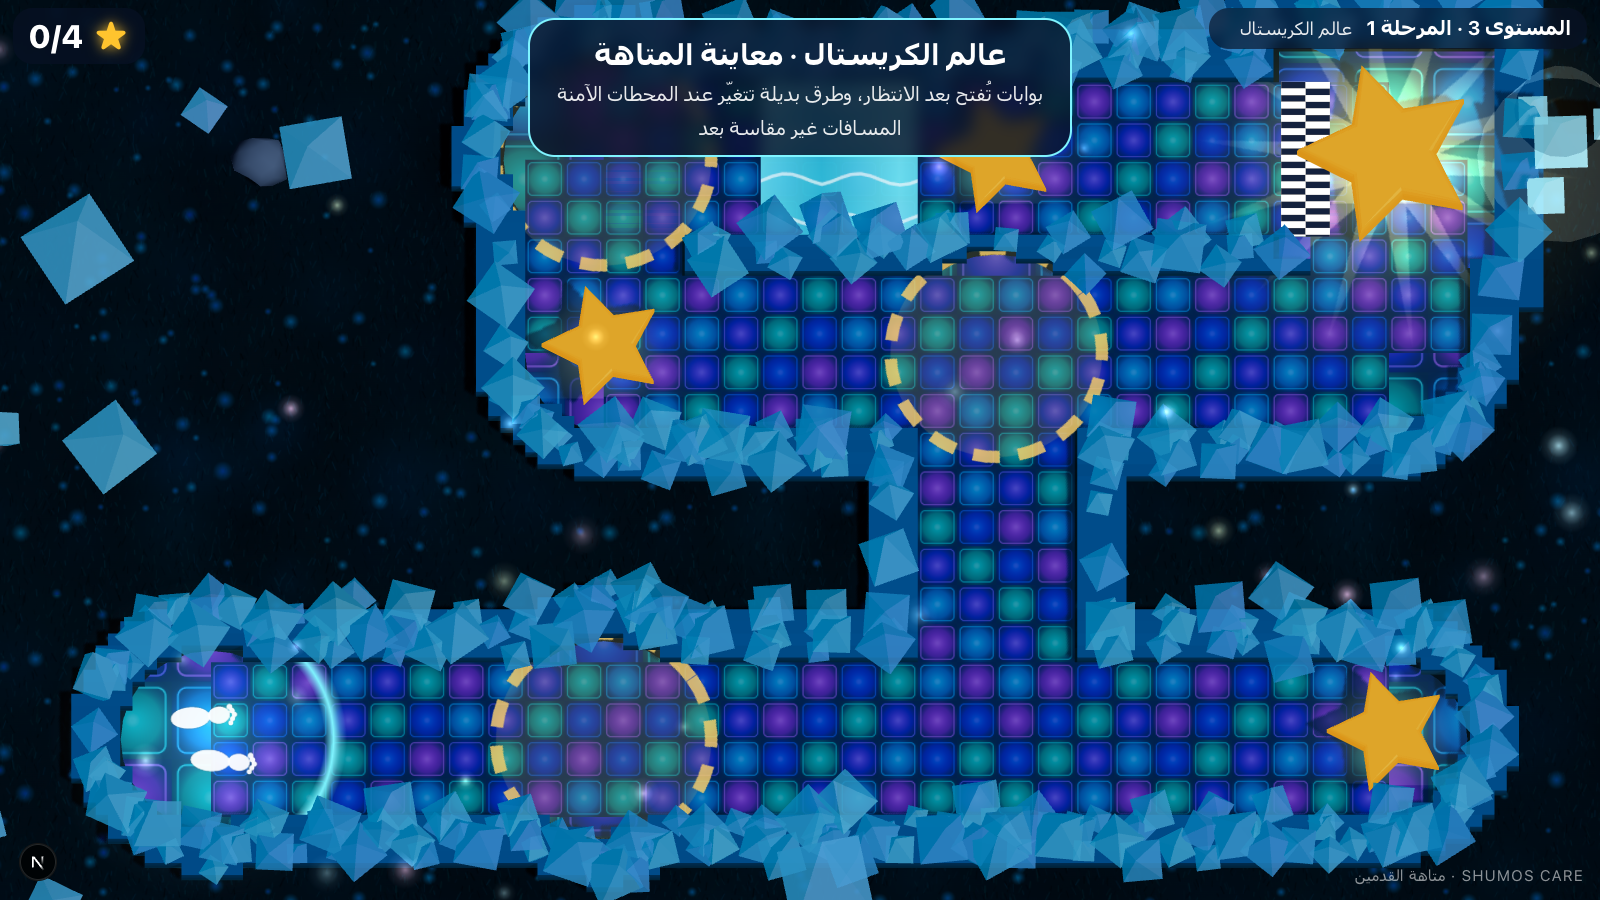 0/4
عالم الكريستال · معاينة المتاهة
بوابات تُفتح بعد الانتظار، وطرق بديلة تتغيّر عند المحطات الآمنة
المسافات غير مقاسة بعد
المستوى 3 · المرحلة 1 عالم الكريستال
N
متاهة القدمين · SHUMOS CARE